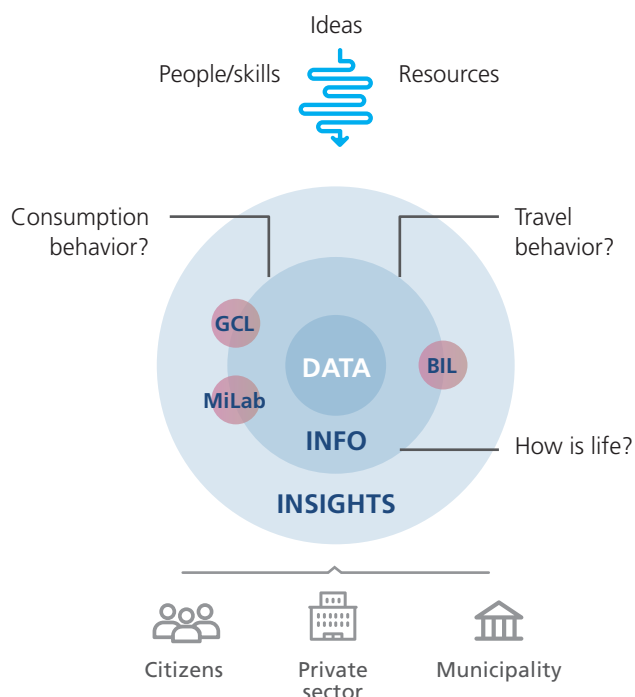 Ideas
People/skills
Resources
Consumption
behavior?
Travel
behavior?
GCL
DATA
BIL
MiLab
INFO
How is life?
INSIGHTS
Citizens
Private
sector
Municipality